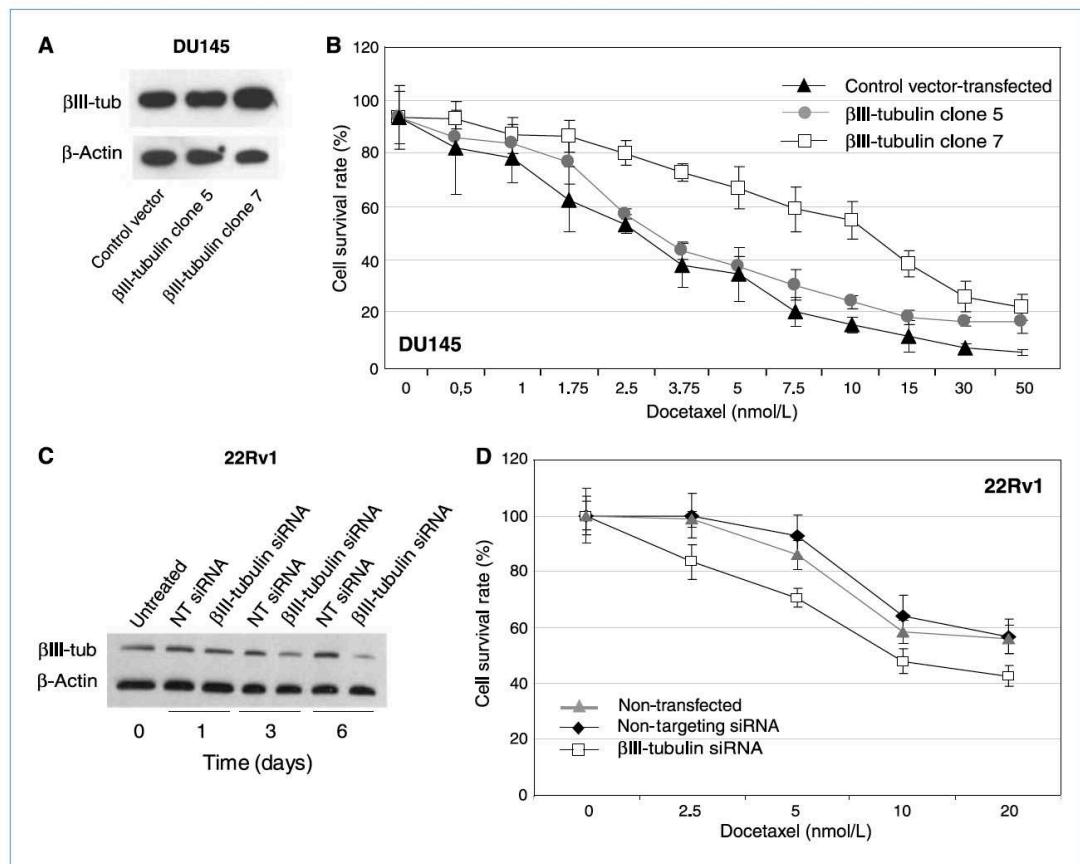 A
DU145
βIII-tub
β-Actin
Control vector
βIII-tubulin clone 5
βIII-tubulin clone 7
B
120
100
80
60
40
20
0
Cell survival rate (%)
Control vector-transfected
βIII-tubulin clone 5
βIII-tubulin clone 7
DU145
0 0,5 1 1.75 2.5 3.75 5 7.5 10 15 30 50
Docetaxel (nmol/L)
C
22Rv1
Untreated
NT siRNA
βIII-tubulin siRNA
NT siRNA
βIII-tubulin siRNA
NT siRNA
βIII-tubulin siRNA
βIII-tub
β-Actin
0 1 3 6
Time (days)
D
120
100
80
60
40
20
0
Cell survival rate (%)
22Rv1
Non-transfected
Non-targeting siRNA
βIII-tubulin siRNA
0 2.5 5 10 20
Docetaxel (nmol/L)